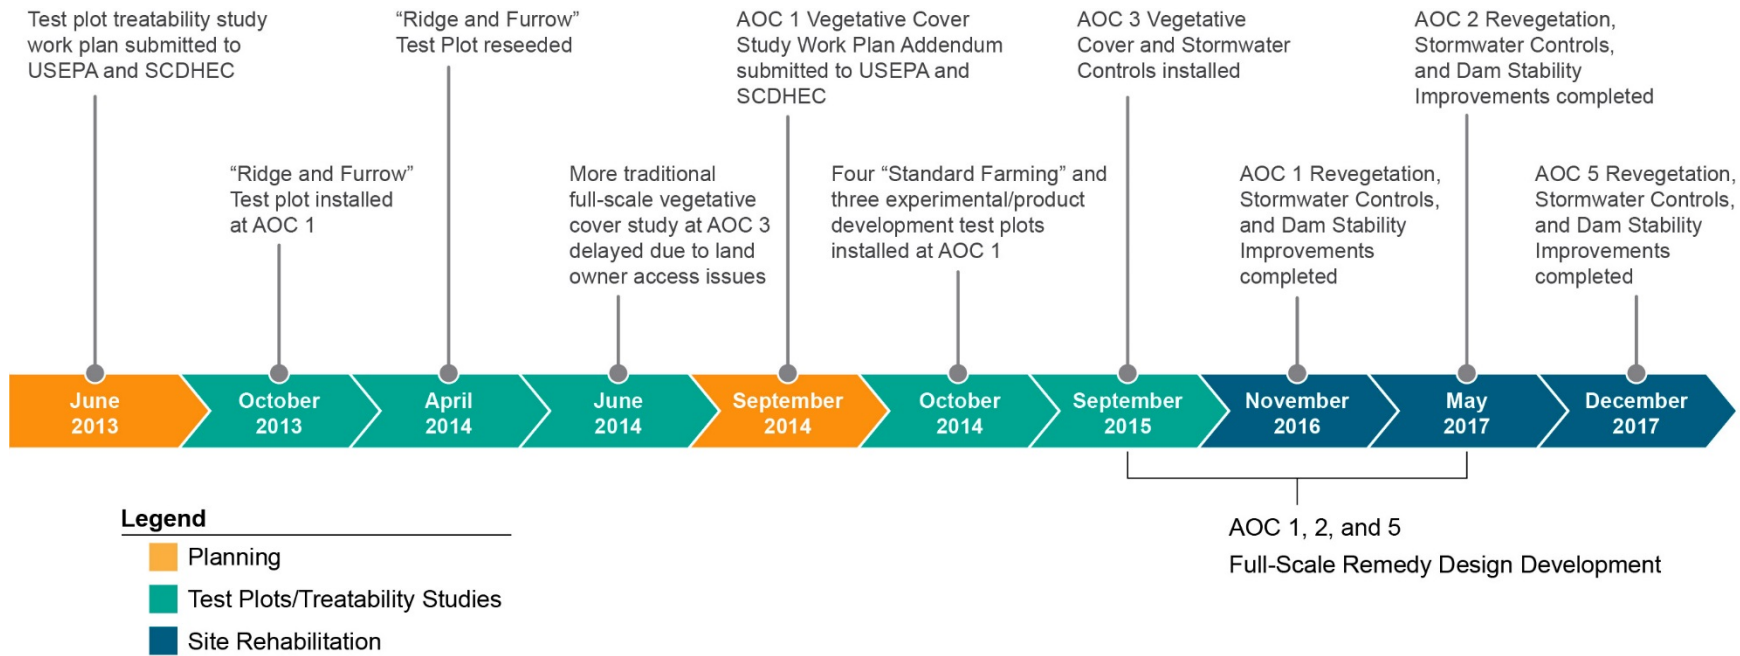 Test plot treatability study
work plan submitted to
USEPA and SCDHEC
“Ridge and Furrow”
Test plot installed
at AOC 1
“Ridge and Furrow”
Test Plot reseeded
More traditional
full-scale vegetative
cover study at AOC 3
delayed due to land
owner access issues
AOC 1 Vegetative Cover
Study Work Plan Addendum
submitted to USEPA and
SCDHEC
Four “Standard Farming” and
three experimental/product
development test plots
installed at AOC 1
AOC 3 Vegetative
Cover and Stormwater
Controls installed
AOC 1 Revegetation,
Stormwater Controls,
and Dam Stability
Improvements
completed
AOC 2 Revegetation,
Stormwater Controls,
and Dam Stability
Improvements completed
AOC 5 Revegetation,
Stormwater Controls,
and Dam Stability
Improvements
completed
June
2013
October
2013
April
2014
June
2014
September
2014
October
2014
September
2015
November
2016
May
2017
December
2017
AOC 1, 2, and 5
Full-Scale Remedy Design Development
Legend
Planning
Test Plots/Treatability Studies
Site Rehabilitation